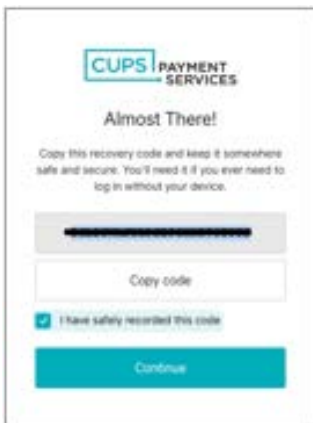 CUPS PAYMENT
SERVICES
Almost There!
Copy this recovery code and keep it somewhere
safe and secure. You'll need it if you ever need to
log in without your device.
Copy code
I have safely recorded this code
Continue